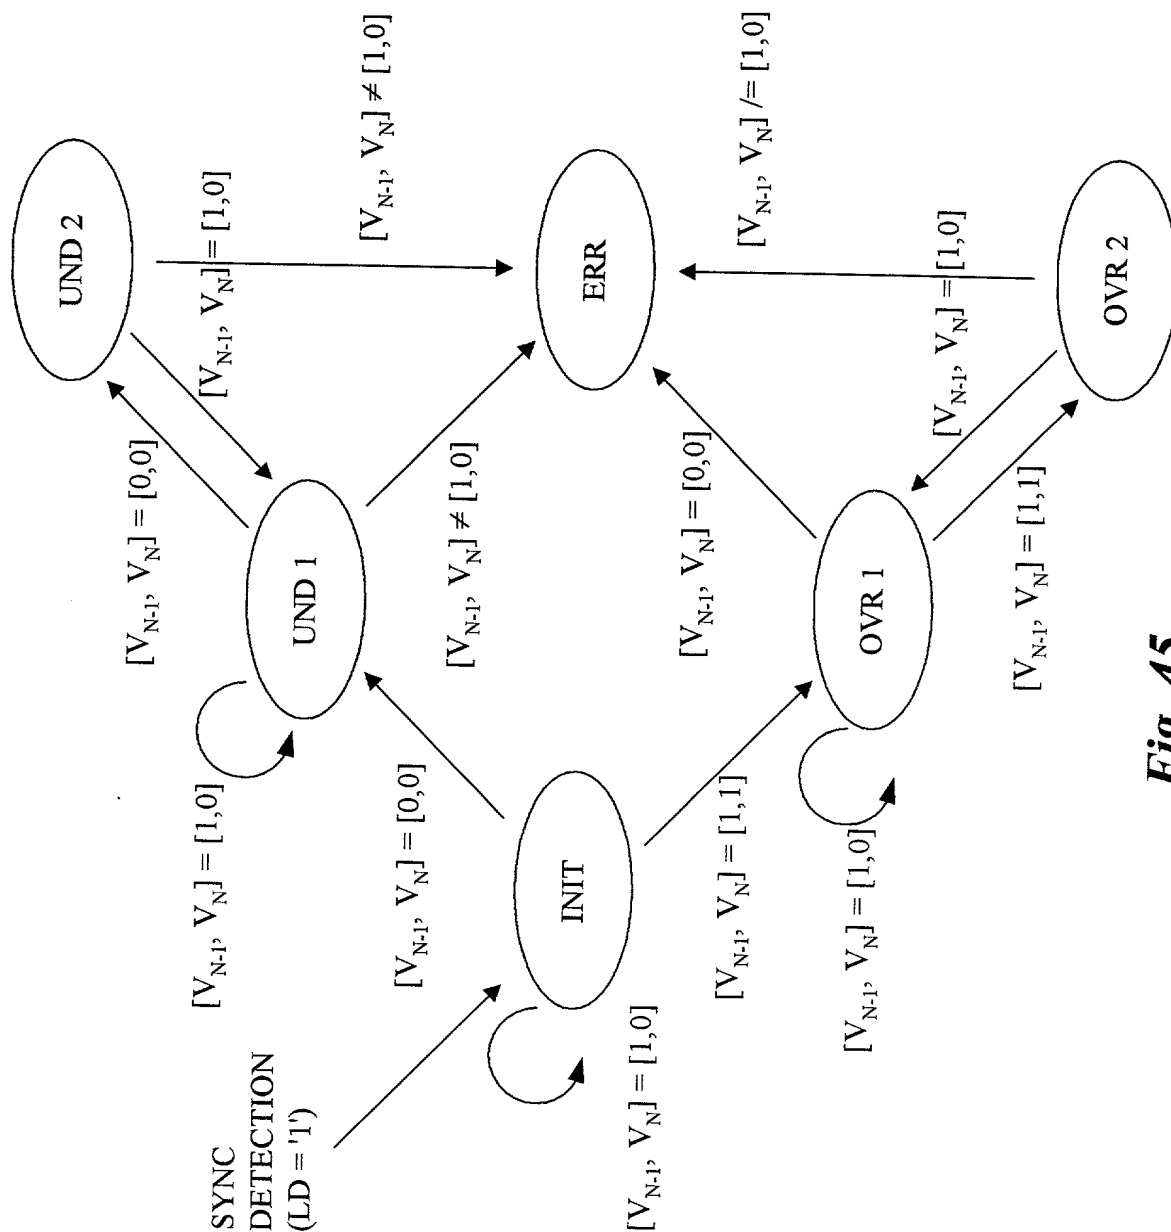 UND 2
[V_{N-1}, V_N] = [0,0]
[V_{N-1}, V_N] = [1,0]
[V_{N-1}, V_N] = [1,0]
SYNC
DETECTION
(LD = '1')
UND 1
[V_{N-1}, V_N] ≠ [1,0]
[V_{N-1}, V_N] = [0,0]
[V_{N-1}, V_N] ≠ [1,0]
INIT
ERR
[V_{N-1}, V_N] = [1,0]
[V_{N-1}, V_N] = [0,0]
[V_{N-1}, V_N] = [1,1]
[V_{N-1}, V_N] /= [1,0]
[V_{N-1}, V_N] = [1,0]
OVR 1
[V_{N-1}, V_N] = [1,0]
[V_{N-1}, V_N] = [1,1]
OVR 2
Fig. 45